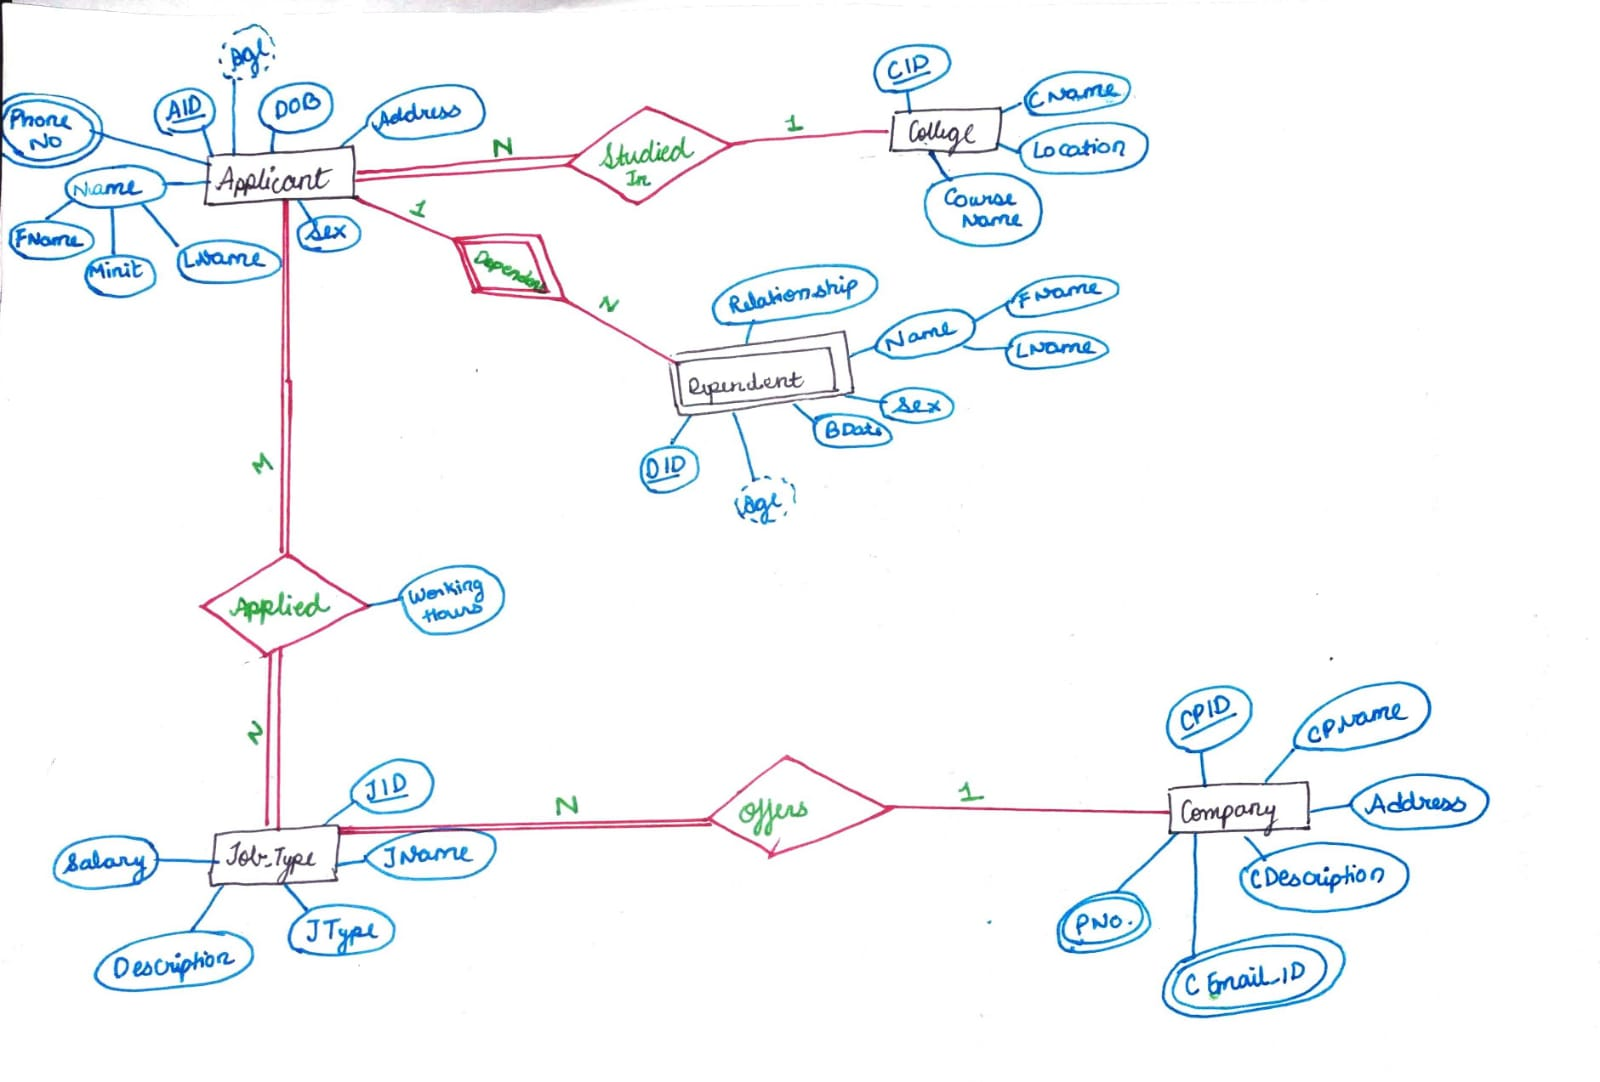 Age
Phone
No
AID
DOB
Address
Name
Applicant
FName
Minit
LName
Sex
N
Studied
In
1
CID
CName
College
Location
Course
Name
1
N
Relationship
Name
FName
LName
Dependent
Sex
BDate
DID
Age
M
Applied
Working
Hours
N
JID
Salary
Job_Type
JName
Description
JType
N
Offers
1
CPID
CPName
Company
Address
CDescription
PNo.
C Email_ID